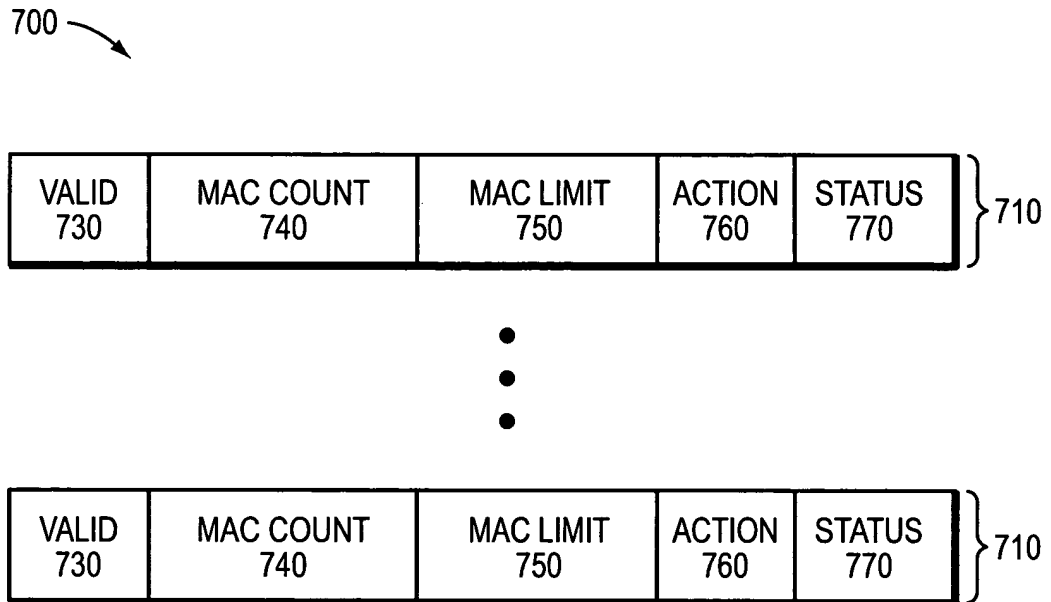 700
VALID MAC COUNT MAC LIMIT ACTION STATUS
730 740 750 760 770
710
VALID MAC COUNT MAC LIMIT ACTION STATUS
730 740 750 760 770
710